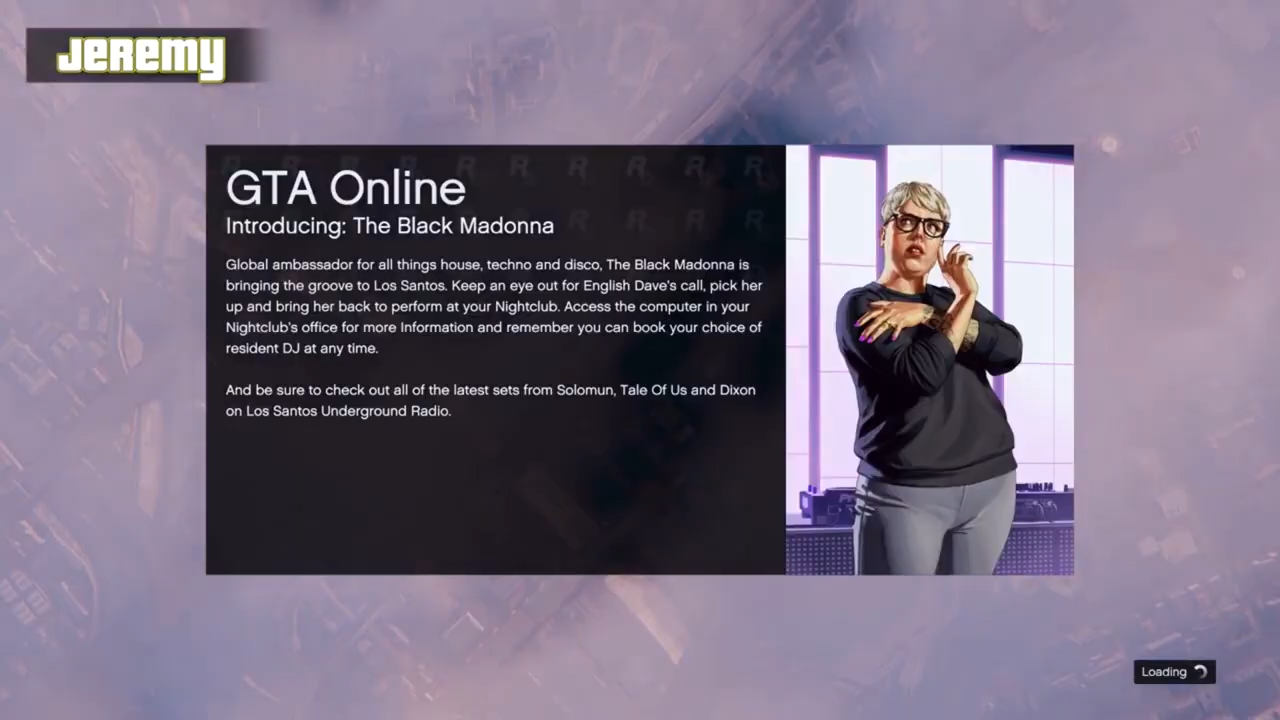 JEREMY
GTA Online
Introducing: The Black Madonna
Global ambassador for all things house, techno and disco, The Black Madonna is
bringing the groove to Los Santos. Keep an eye out for English Dave's call, pick her
up and bring her back to perform at your Nightclub. Access the computer in your
Nightclub's office for more Information and remember you can book your choice of
resident DJ at any time.
And be sure to check out all of the latest sets from Solomun, Tale Of Us and Dixon
on Los Santos Underground Radio.
Loading